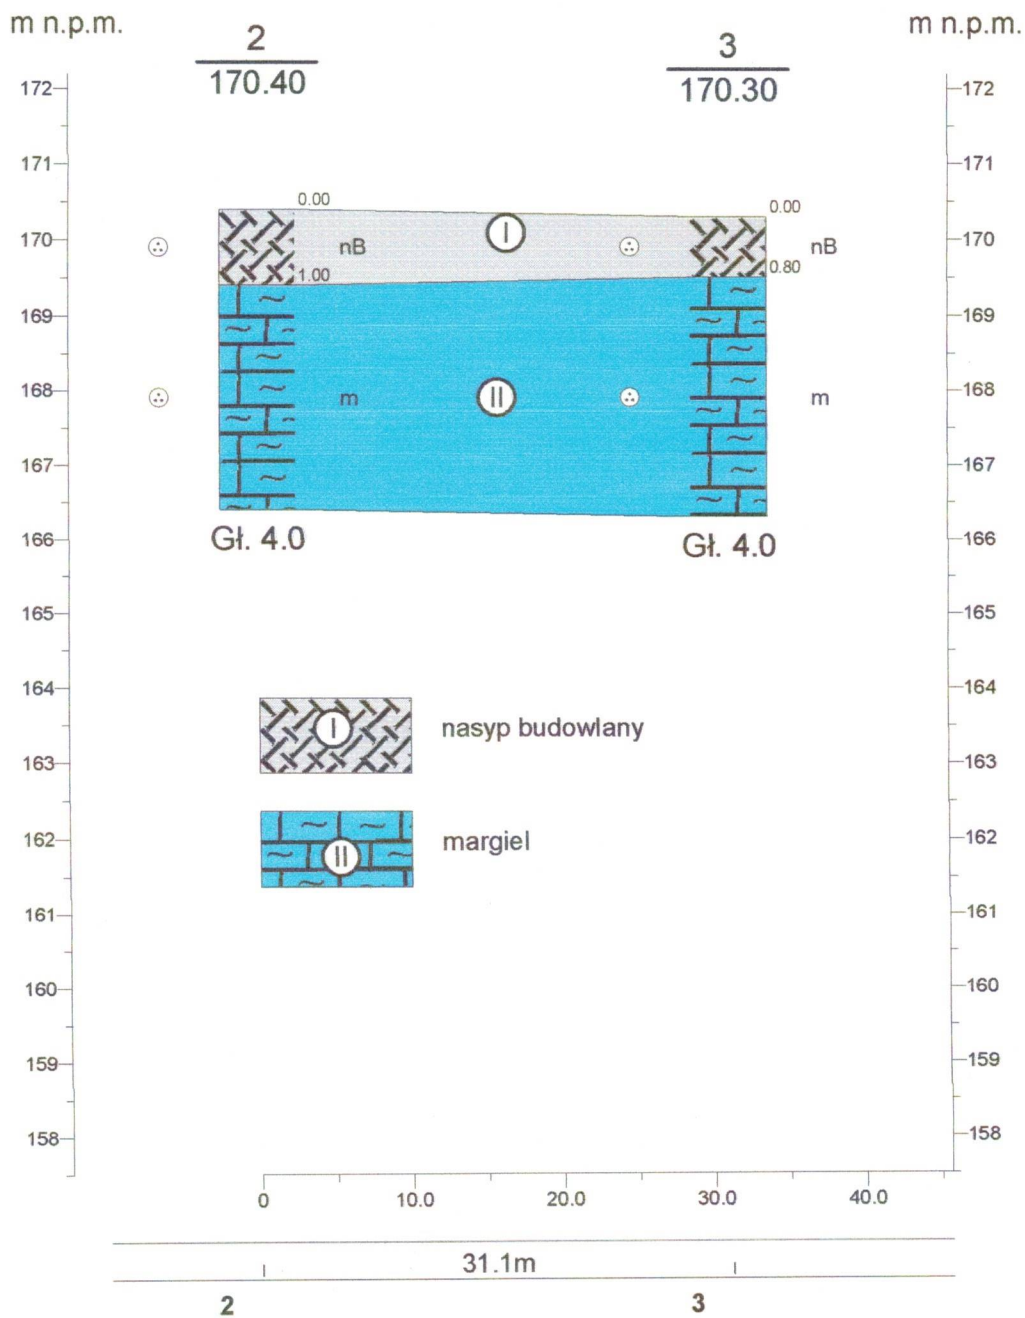 m n.p.m. m n.p.m.
2 3
170.40 170.30
172 172
171 171
0.00 0.00
I
170 nB nB 170
1.00 0.80
169 169
168 m II m 168
167 167
Gł. 4.0 Gł. 4.0
166 166
165 165
164 164
I nasyp budowlany
163 163
162 162
II margiel
161 161
160 160
159 159
158 158
0 10.0 20.0 30.0 40.0
31.1m
2 3